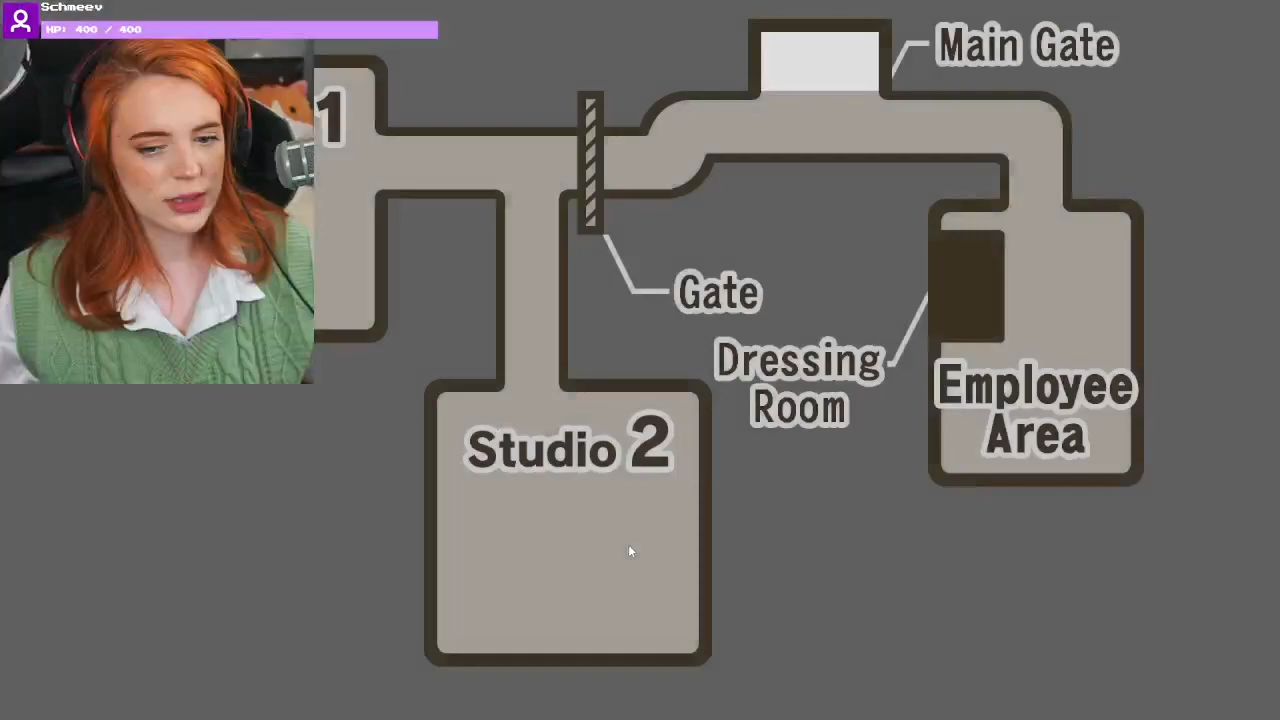 Schmeev
HP: 400 / 400
1
Main Gate
Gate
Dressing
Room
Employee
Area
Studio 2